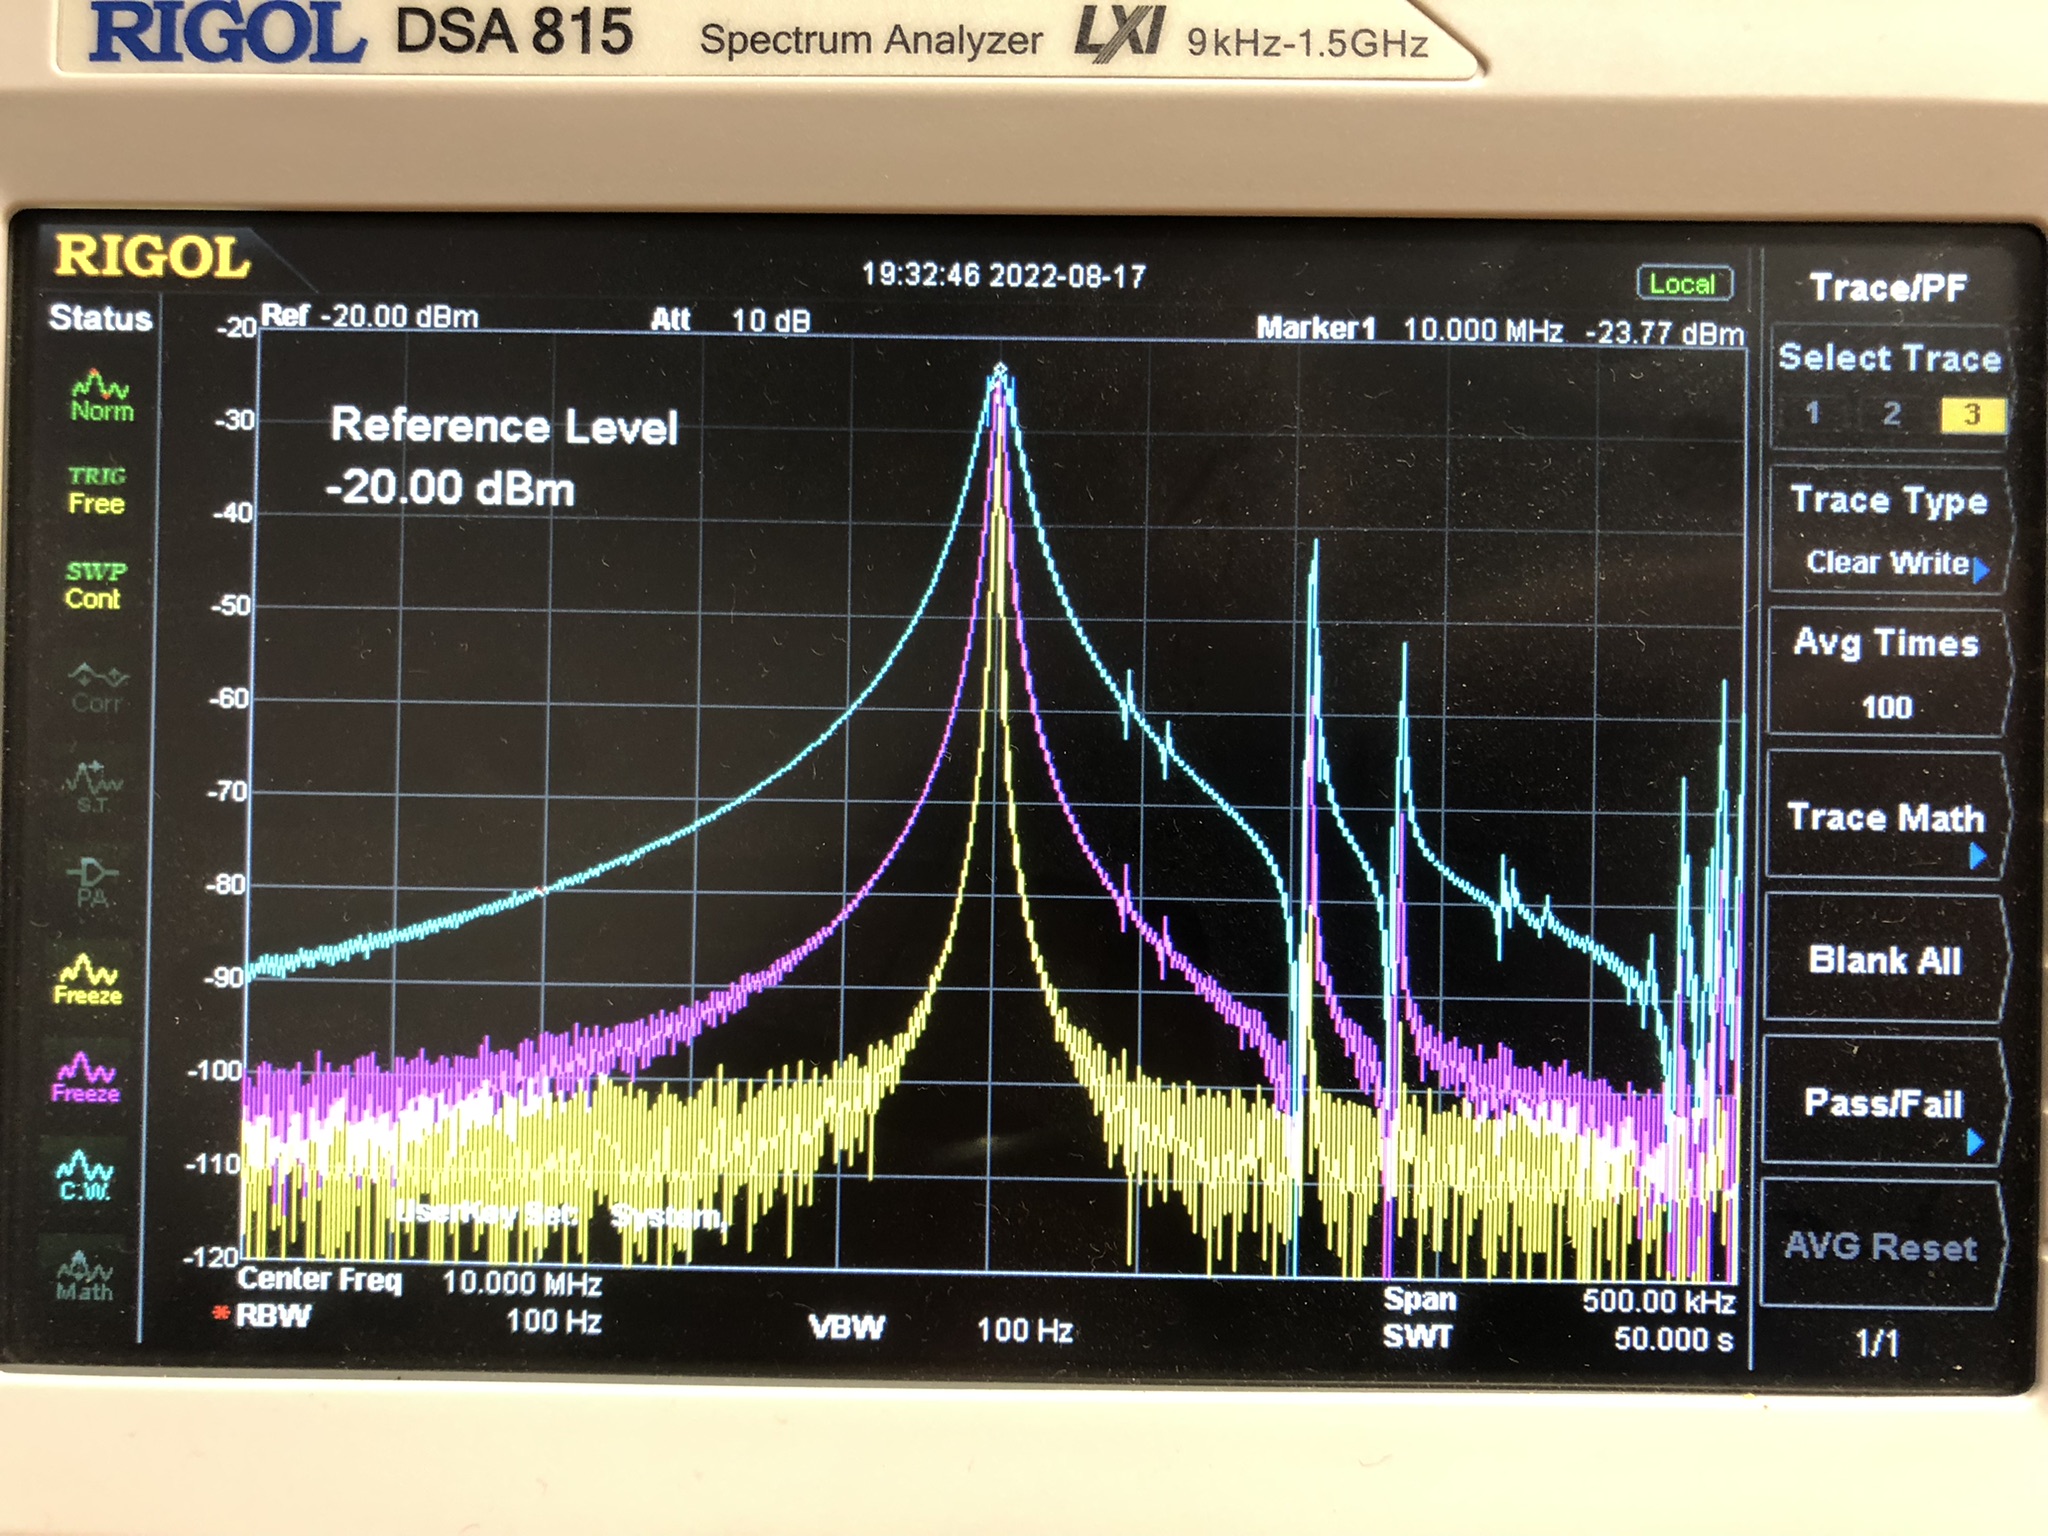 RIGOL DSA 815 Spectrum Analyzer LXI 9kHz-1.5GHz
RIGOL
19:32:46 2022-08-17
Local
Status
Ref -20.00 dBm Att 10 dB Marker1 10.000 MHz -23.77 dBm
Reference Level
-20.00 dBm
-20
-30
-40
-50
-60
-70
-80
-90
-100
-110
-120
Norm
TRIG
Free
SWP
Cont
Corr
S.T.
PA
Freeze
Freeze
C.W.
Math
UserKey Set: System,
Center Freq 10.000 MHz
Span 500.00 kHz
*RBW 100 Hz
VBW 100 Hz
SWT 50.000 s
Trace/PF
Select Trace
1 2 3
Trace Type
Clear Write
Avg Times
100
Trace Math
Blank All
Pass/Fail
AVG Reset
1/1